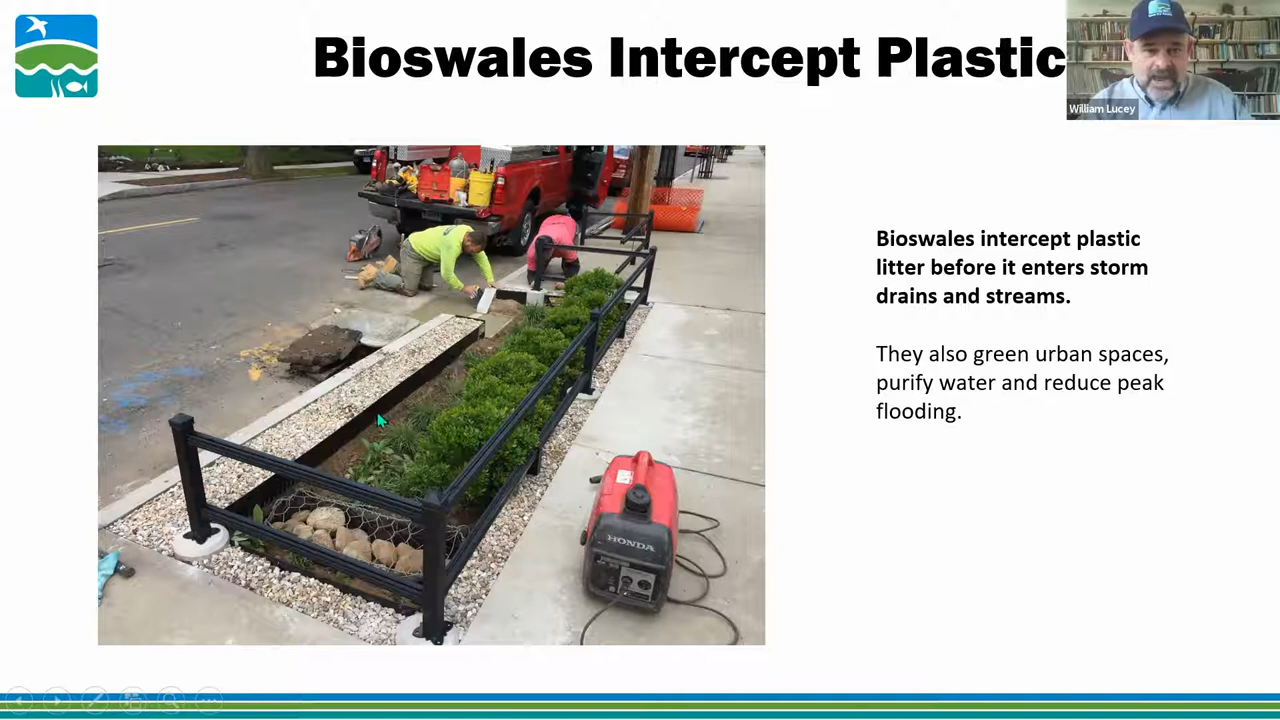 Bioswales Intercept Plastic
William Lucey
Bioswales intercept plastic
litter before it enters storm
drains and streams.
They also green urban spaces,
purify water and reduce peak
flooding.
HONDA